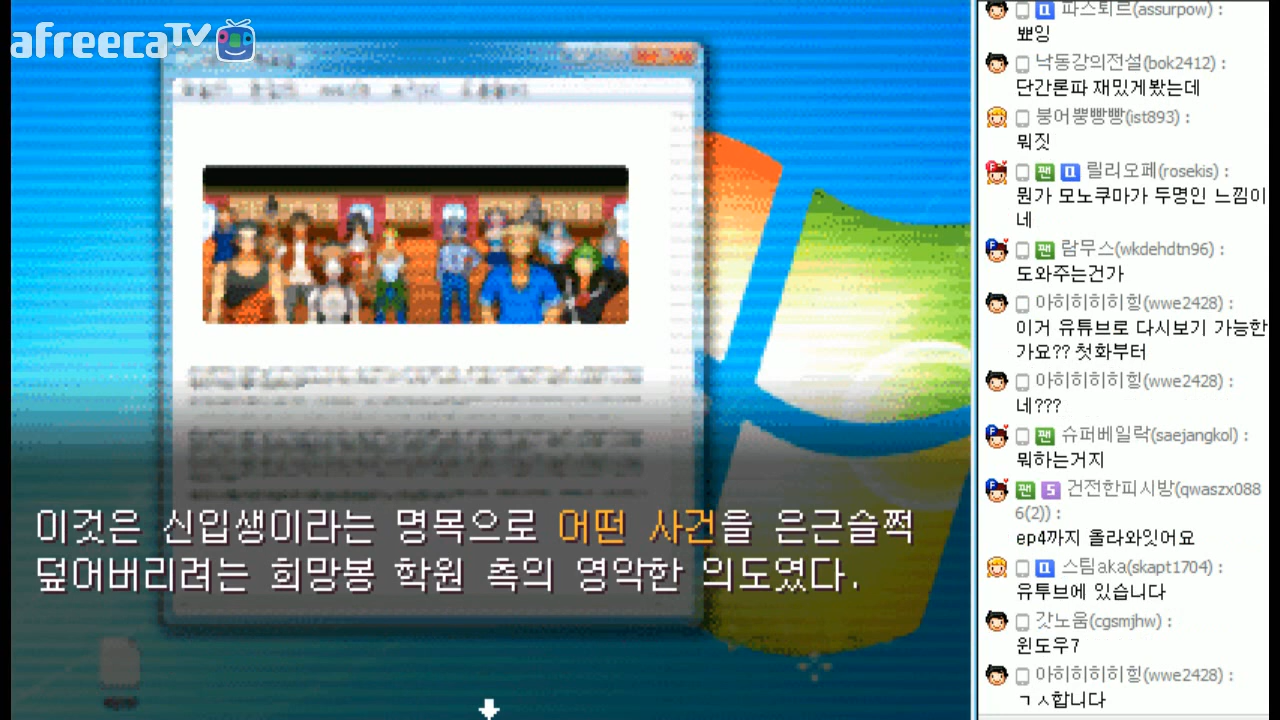 afreecaTV
이것은 신입생이라는 명목으로 어떤 사건을 은근슬쩍
덮어버리려는 희망봉 학원 측의 영악한 의도였다.
파스퇴르(assurpow) :
뾰잉
낙동강의전설(bok2412) :
단간론파 재밌게봤는데
붕어뿡빵빵(ist893) :
뭐짓
팬 릴리오페(rosekis) :
뭔가 모노쿠마가 두명인 느낌이
네
팬 람무스(wkdehdtn96) :
도와주는건가
아히히히히힝(wwe2428) :
이거 유튜브로 다시보기 가능한
가요?? 첫화부터
아히히히히힝(wwe2428) :
네???
팬 슈퍼베일락(saejangkol) :
뭐하는거지
팬 S 건전한피시방(qwaszx088
6(2)) :
ep4까지 올라와잇어요
스팀aka(skapt1704) :
유투브에 있습니다
갓노움(cgsmjhw) :
윈도우7
아히히히히힝(wwe2428) :
ㄱㅅ합니다